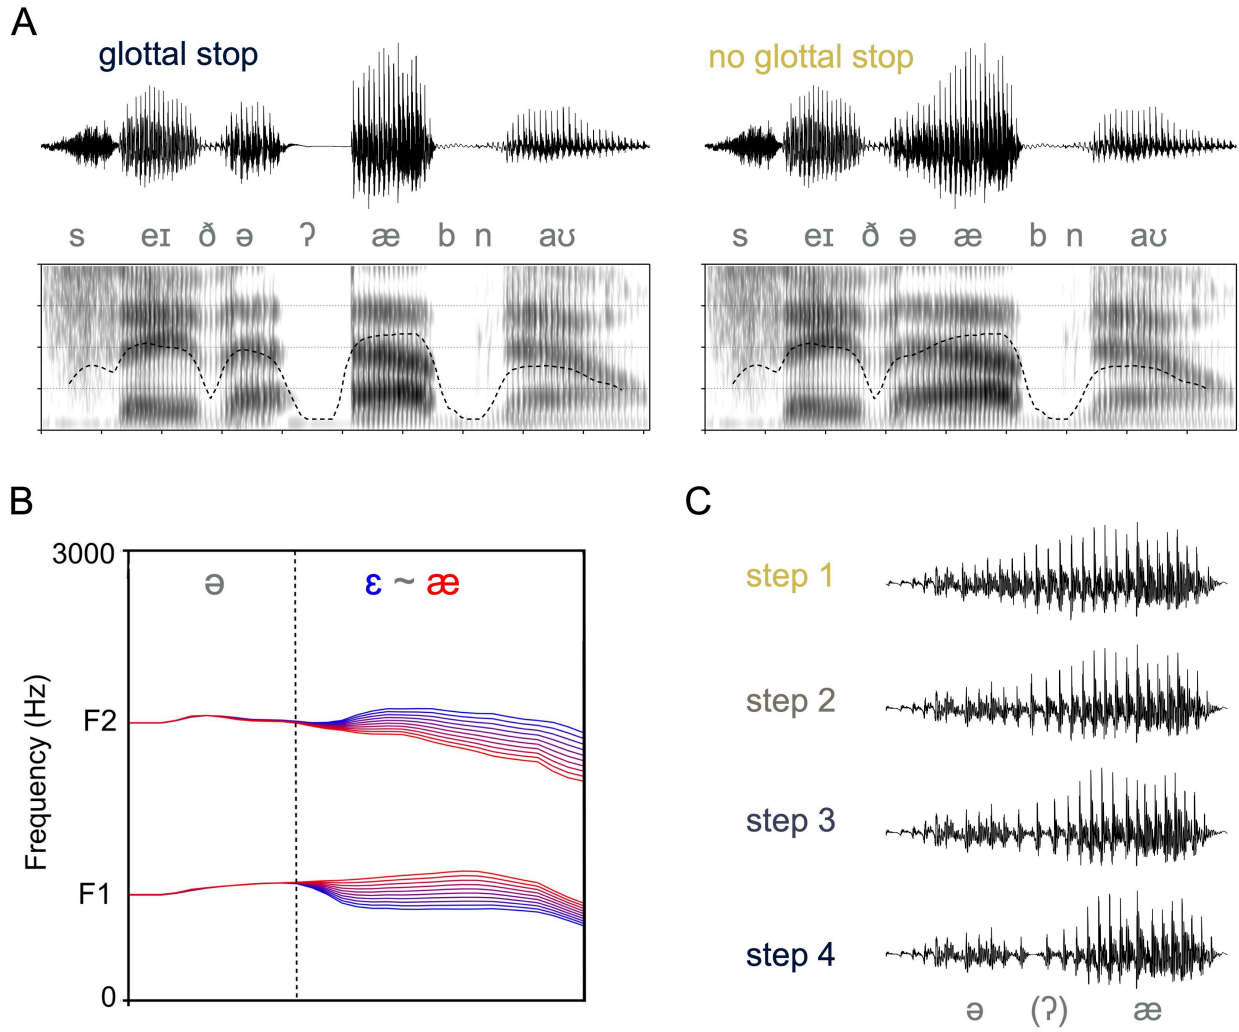 A
glottal stop
no glottal stop
s eɪ ð ə ʔ æ b n aʊ
s eɪ ð ə æ b n aʊ
B
3000
ə
ɛ ~ æ
Frequency (Hz)
F2
F1
0
C
step 1
step 2
step 3
step 4
ə (ʔ) æ